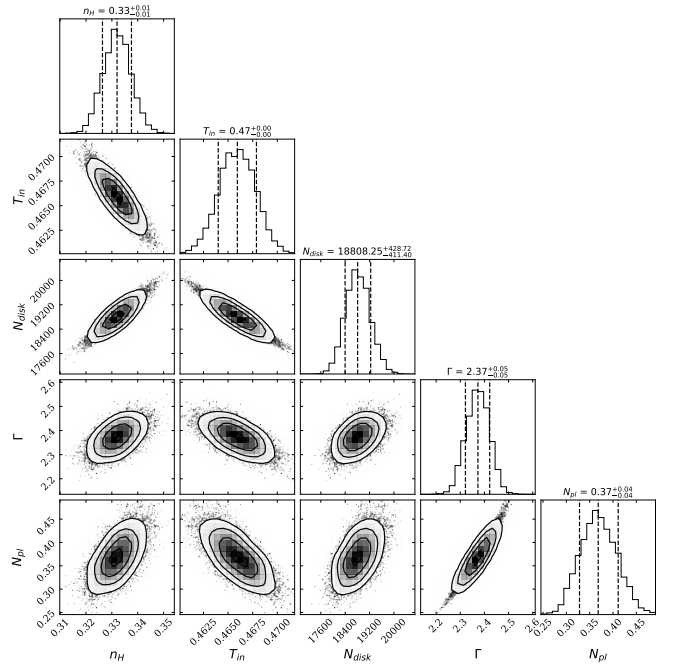 n_H = 0.33^{+0.01}_{-0.01}
T_in = 0.47^{+0.00}_{-0.00}
0.4700
0.4675
0.4650
0.4625
T_in
N_disk = 18808.25^{+428.72}_{-411.40}
20000
19200
18400
17600
N_disk
Γ = 2.37^{+0.05}_{-0.05}
2.6
2.5
2.4
2.3
2.2
Γ
N_pl = 0.37^{+0.04}_{-0.04}
0.45
0.40
0.35
0.30
0.25
N_pl
0.31 0.32 0.33 0.34 0.35
0.4625 0.4650 0.4675 0.4700
17600 18400 19200 20000
2.2 2.3 2.4 2.5 2.6
0.25 0.30 0.35 0.40 0.45
n_H T_in N_disk Γ N_pl